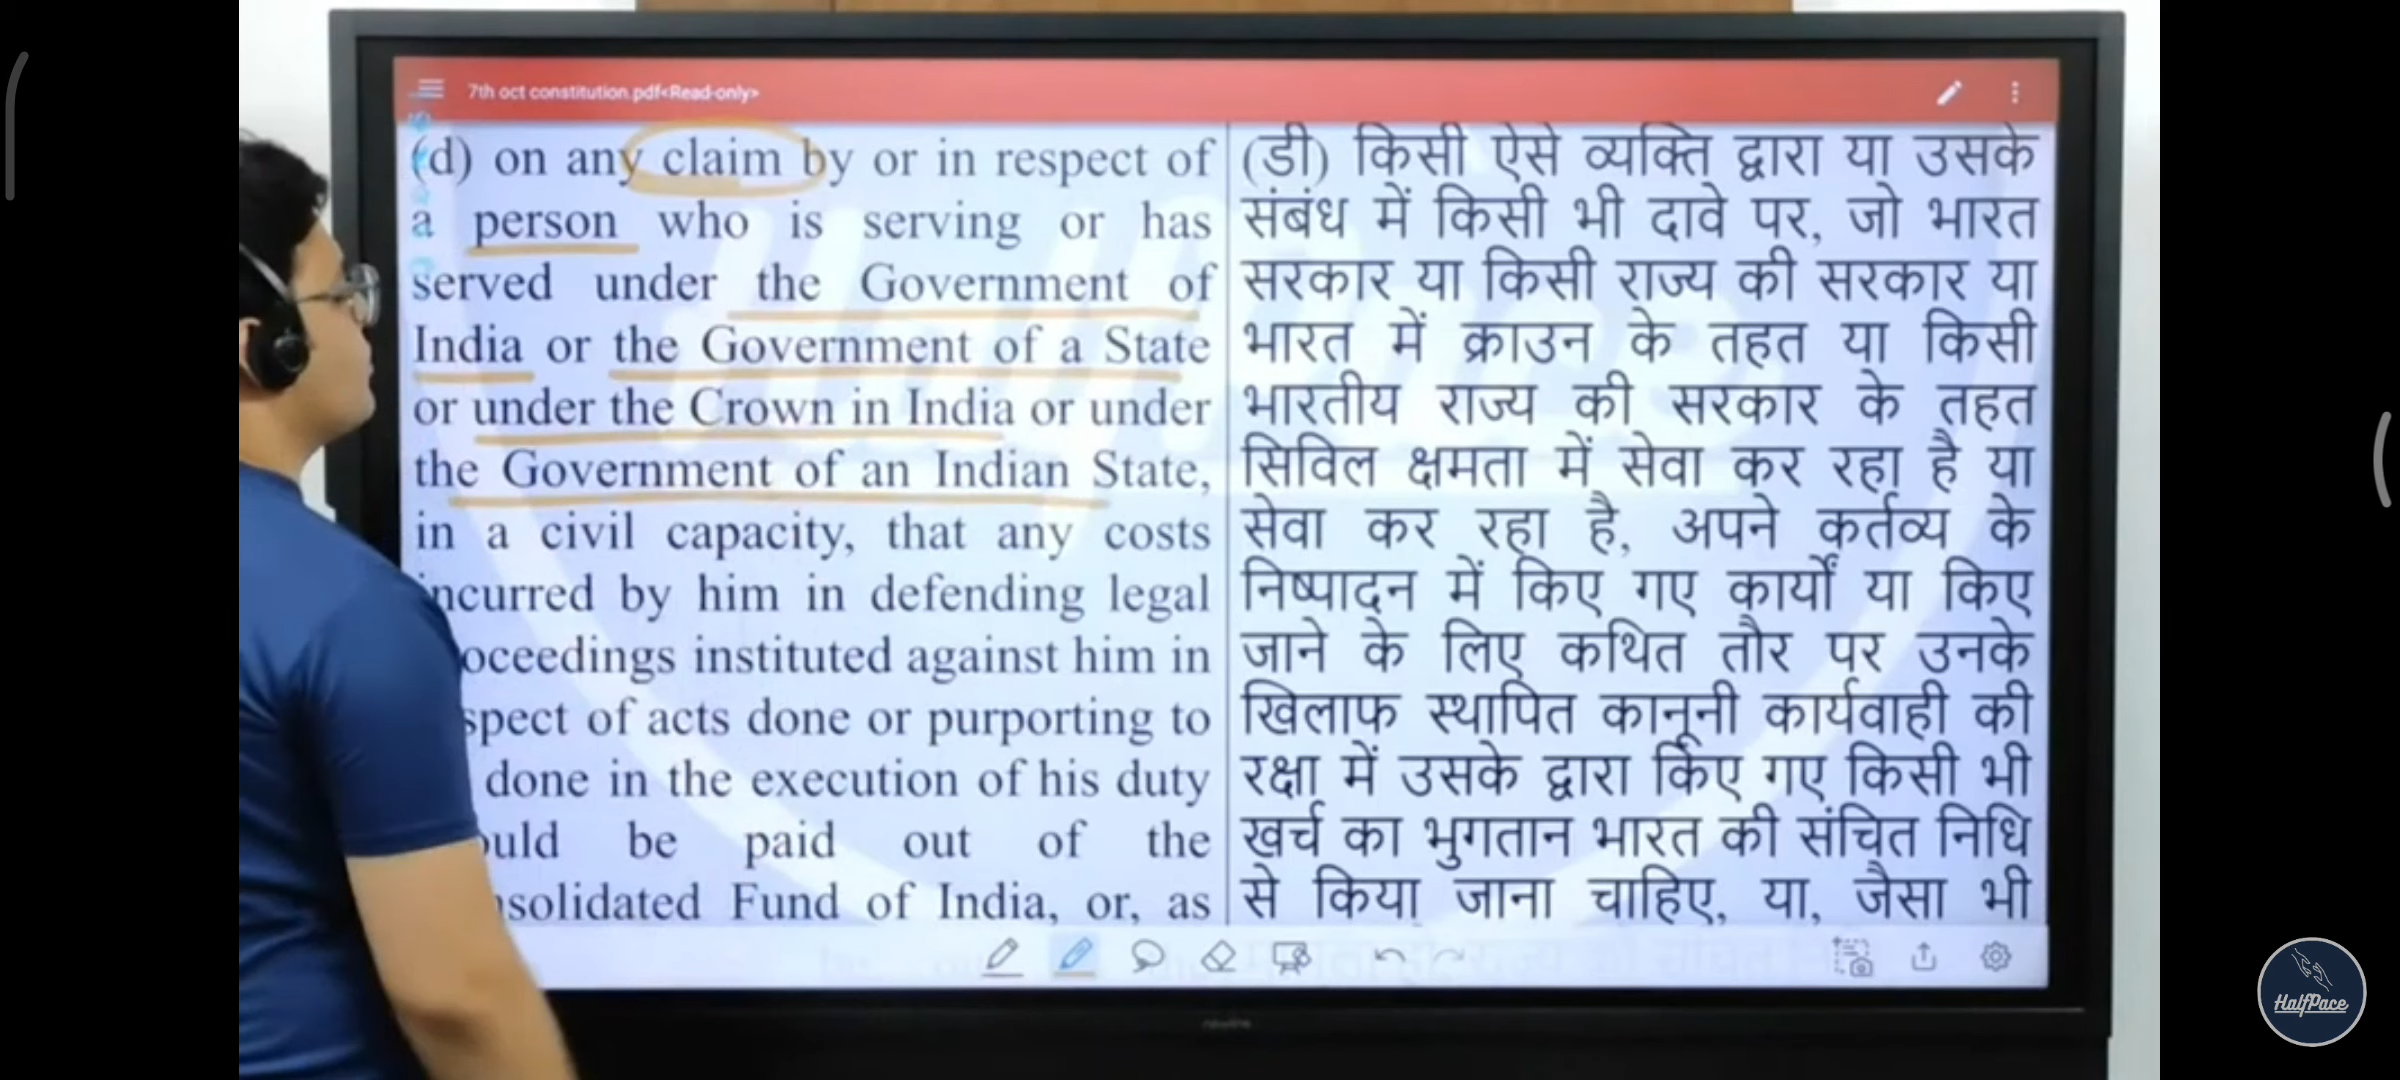 7th oct constitution.pdf<Read-only>
(d) on any claim by or in respect of
a person who is serving or has
served under the Government of
India or the Government of a State
or under the Crown in India or under
the Government of an Indian State,
in a civil capacity, that any costs
incurred by him in defending legal
oceedings instituted against him in
spect of acts done or purporting to
done in the execution of his duty
ould be paid out of the
nsolidated Fund of India, or, as
(डी) किसी ऐसे व्यक्ति द्वारा या उसके
संबंध में किसी भी दावे पर, जो भारत
सरकार या किसी राज्य की सरकार या
भारत में क्राउन के तहत या किसी
भारतीय राज्य की सरकार के तहत
सिविल क्षमता में सेवा कर रहा है या
सेवा कर रहा है, अपने कर्तव्य के
निष्पादन में किए गए कार्यों या किए
जाने के लिए कथित तौर पर उनके
खिलाफ स्थापित कानूनी कार्यवाही की
रक्षा में उसके द्वारा किए गए किसी भी
खर्च का भुगतान भारत की संचित निधि
से किया जाना चाहिए, या, जैसा भी
HalfPace